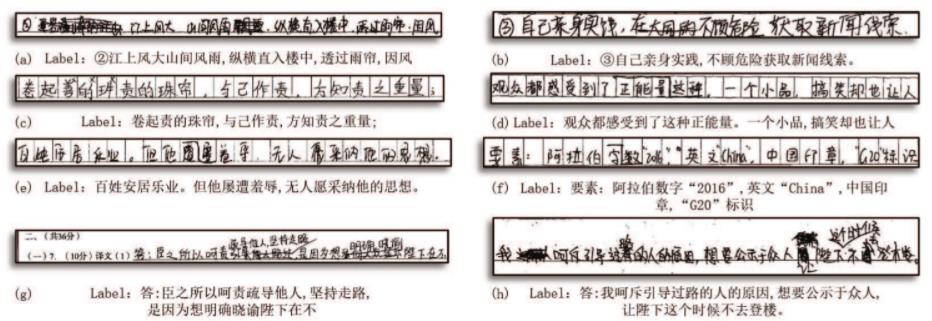 ② 江上风大 山间风雨 纵横直入楼中,透过雨帘,因风
(a) Label: ②江上风大山间风雨,纵横直入楼中,透过雨帘,因风
③自己亲身实践,在大风雨不顾危险 获取新闻线索.
(b) Label: ③自己亲身实践,不顾危险获取新闻线索。
卷起 的珠责的珠帘,与己作责,方知责之重量;
(c) Label: 卷起责的珠帘,与己作责,方知责之重量;
观众都感受到了正能量这种,一个小品,搞笑却也让人
(d) Label: 观众都感受到了这种正能量。一个小品,搞笑却也让人
百姓 居乐业。但他 羞辱,无人 采纳他的思想。
(e) Label: 百姓安居乐业。但他屡遭羞辱,无人愿采纳他的思想。
要素:阿拉伯 数"2016","英文"China",中国印章,"G20"标识
(f) Label: 要素: 阿拉伯数字“2016”,英文“China”,中国印
章,“G20”标识
二、(共36分)
疏导他人,坚持走路 明确晓谕
(一)7.(10分)译文(1)答:臣之所以呵责 是因为想 陛下在不
(g) Label: 答:臣之所以呵责疏导他人,坚持走路,
是因为想明确晓谕陛下在不
路 这时候去
我 呵斥引导过 的人的原因,想要公示于众人 陛下不 登楼。
让
(h) Label: 答:我呵斥引导过路的人的原因,想要公示于众人,
让陛下这个时候不去登楼。